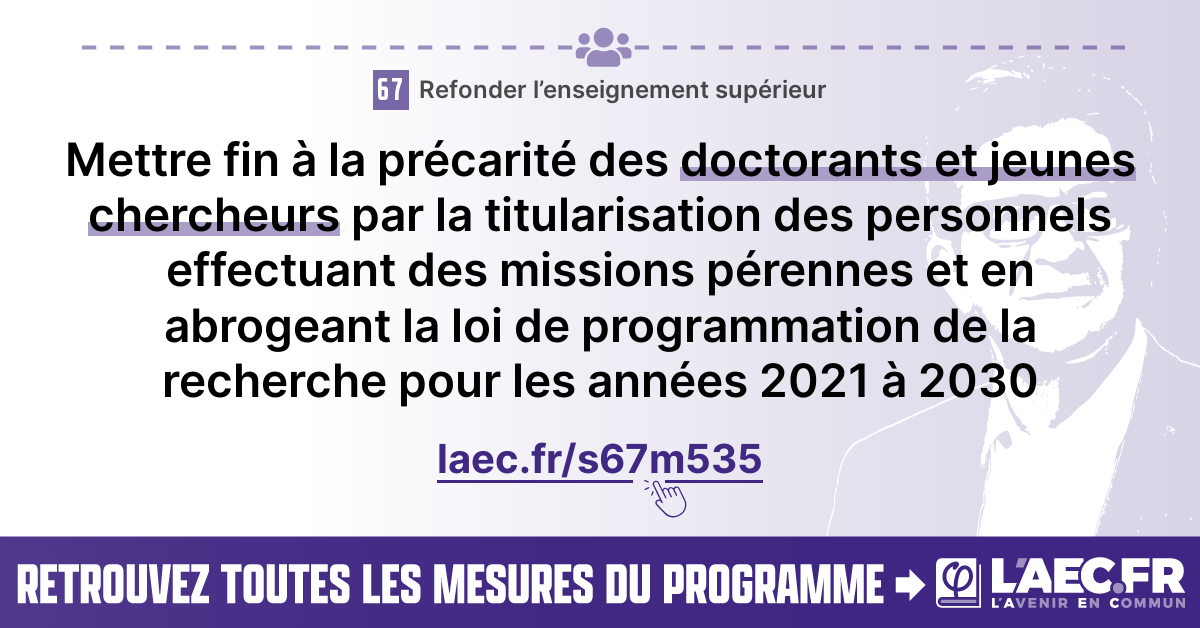 67 Refonder l’enseignement supérieur
Mettre fin à la précarité des doctorants et jeunes
chercheurs par la titularisation des personnels
effectuant des missions pérennes et en
abrogeant la loi de programmation de la
recherche pour les années 2021 à 2030
laec.fr/s67m535
RETROUVEZ TOUTES LES MESURES DU PROGRAMME
φ L'AEC.FR
L'AVENIR EN COMMUN